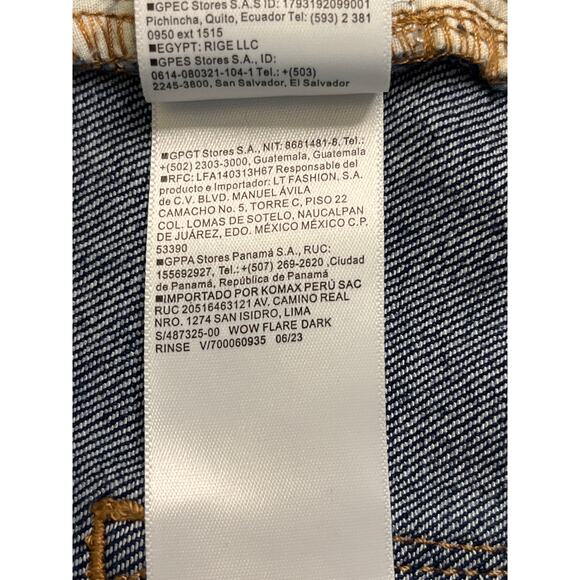 ■GPEC Stores S.A.S ID: 1793192099001
Pichincha, Quito, Ecuador Tel: (593) 2 381
0950 ext 1515
■EGYPT: RIGE LLC
■GPES Stores S.A., ID:
0614-080321-104-1 Tel.: +(503)
2245-3800, San Salvador, El Salvador
■GPGT Stores S.A., NIT: 8681481-8, Tel.:
+(502) 2303-3000, Guatemala, Guatemala
■RFC: LFA140313H67 Responsable del
producto e Importador: LT FASHION, S.A.
de C.V. BLVD. MANUEL ÁVILA
CAMACHO No. 5, TORRE C, PISO 22
COL. LOMAS DE SOTELO, NAUCALPAN
DE JUÁREZ, EDO. MÉXICO MÉXICO C.P.
53390
■GPPA Stores Panamá S.A., RUC:
155692927, Tel.: +(507) 269-2620 ,Ciudad
de Panamá, República de Panamá
■IMPORTADO POR KOMAX PERÚ SAC
RUC 20516463121 AV. CAMINO REAL
NRO. 1274 SAN ISIDRO, LIMA
S/487325-00 WOW FLARE DARK
RINSE V/700060935 06/23